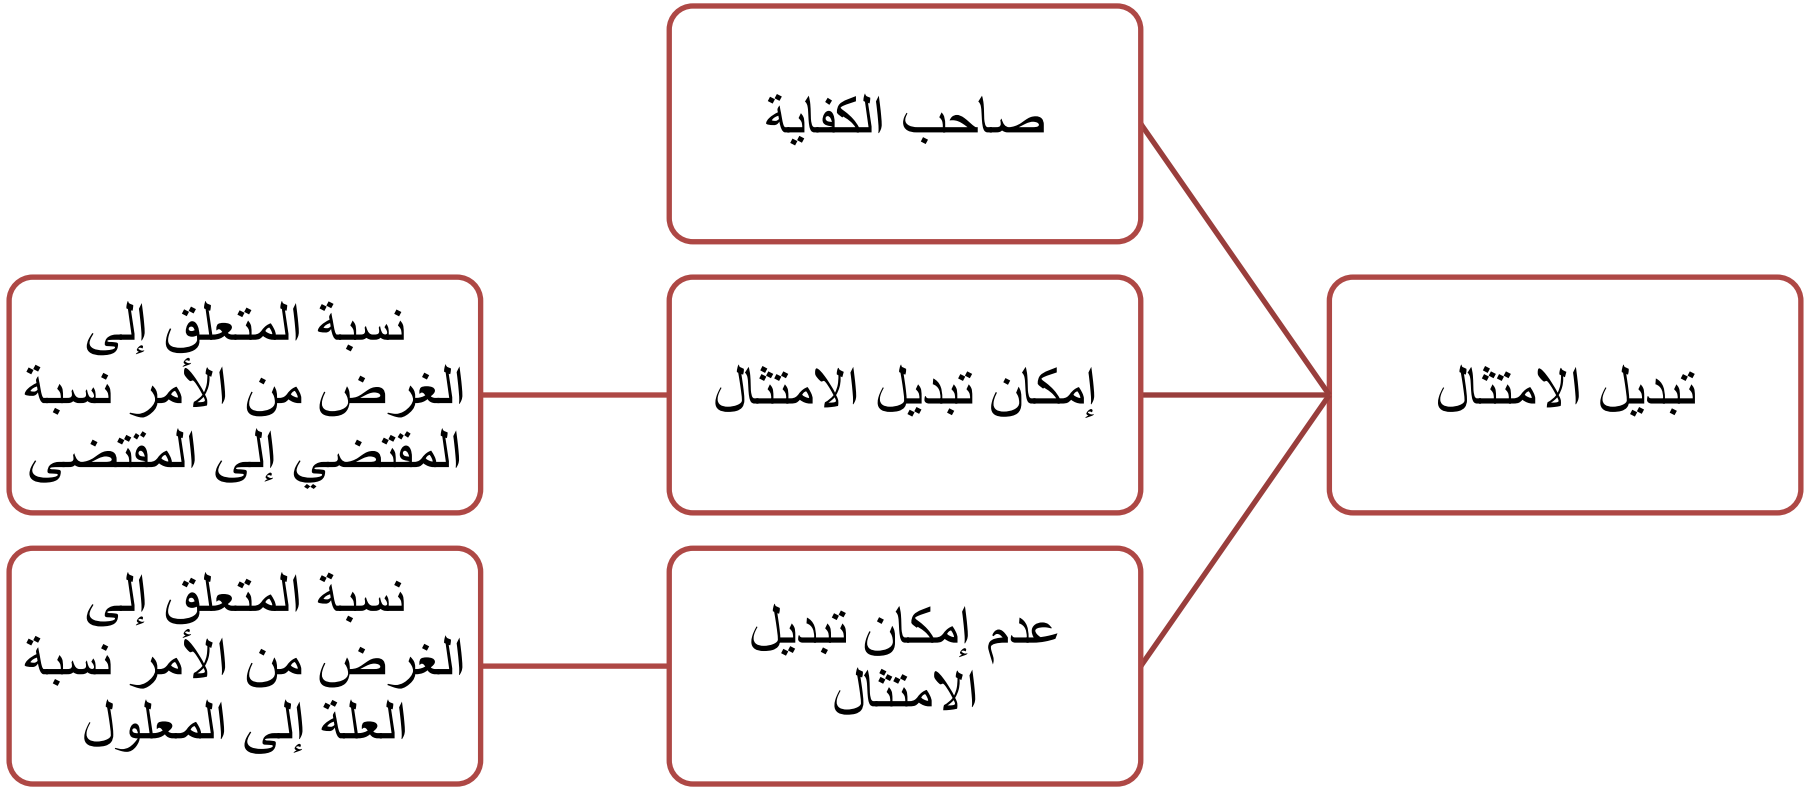 تبديل الامتثال
صاحب الكفاية
إمكان تبديل الامتثال
نسبة المتعلق إلى
الغرض من الأمر نسبة
المقتضي إلى المقتضى
عدم إمكان تبديل
الامتثال
نسبة المتعلق إلى
الغرض من الأمر نسبة
العلة إلى المعلول